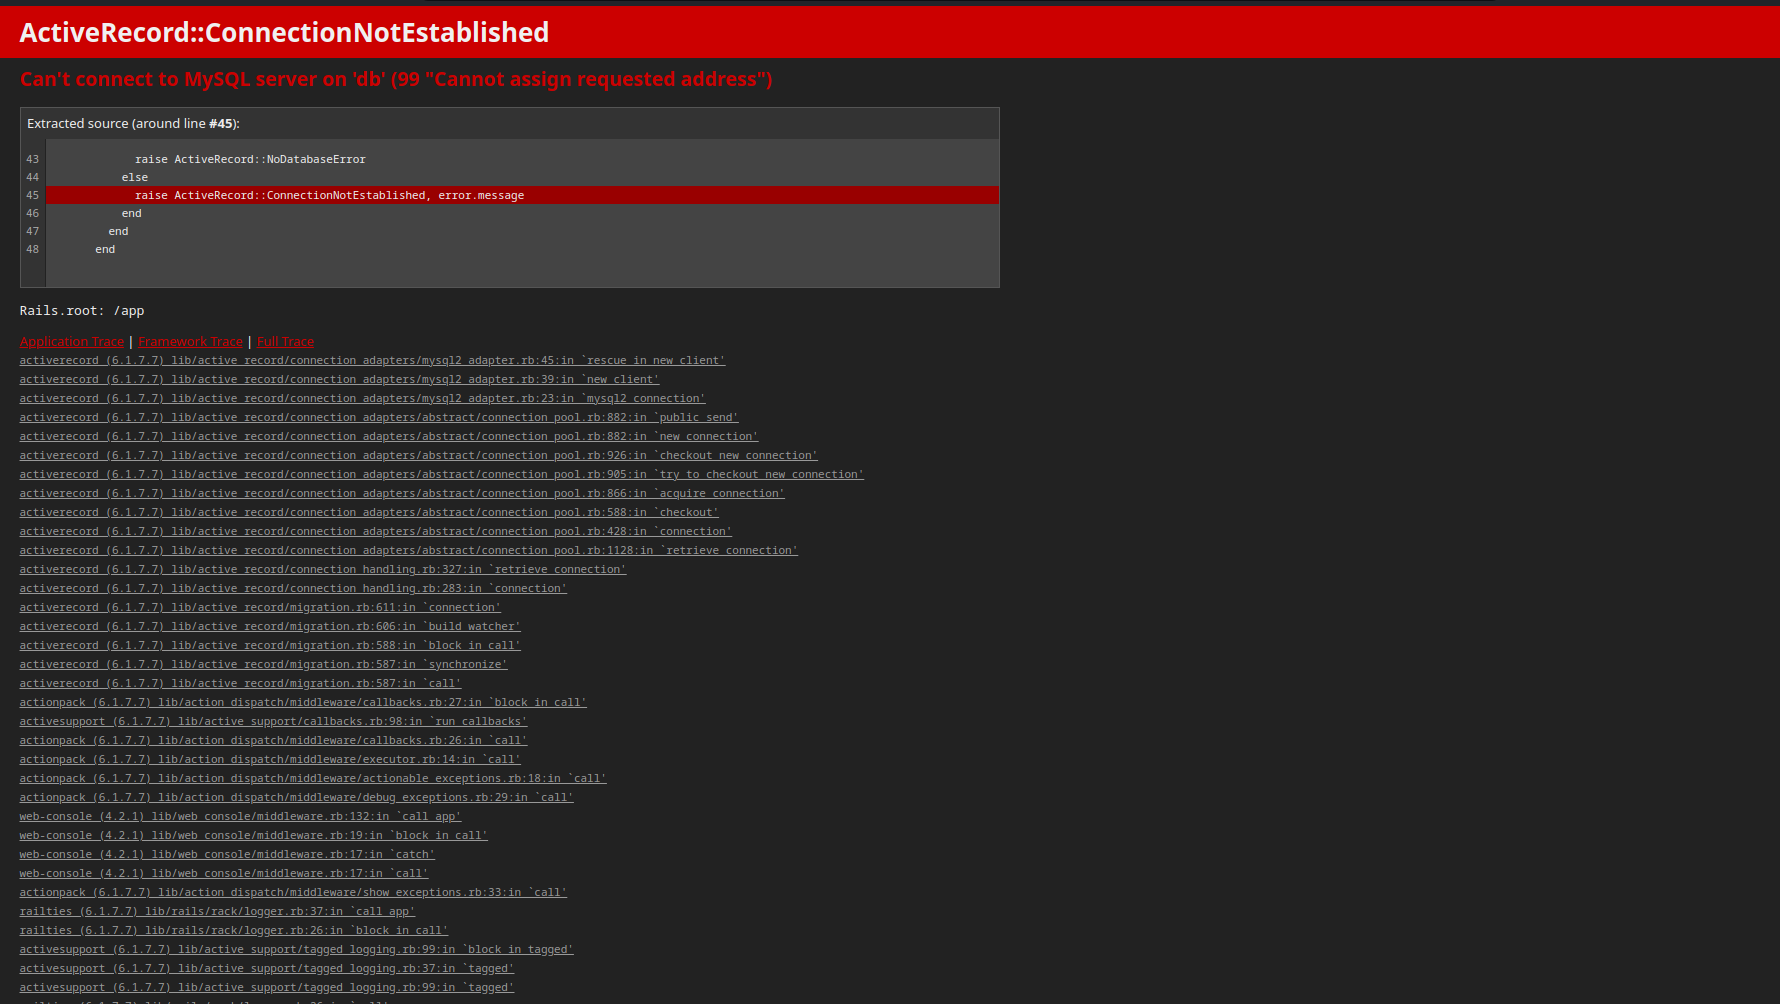 ActiveRecord::ConnectionNotEstablished
Can't connect to MySQL server on 'db' (99 "Cannot assign requested address")
Extracted source (around line #45):
43 raise ActiveRecord::NoDatabaseError
44 else
45 raise ActiveRecord::ConnectionNotEstablished, error.message
46 end
47 end
48 end
Rails.root: /app
Application Trace | Framework Trace | Full Trace
activerecord (6.1.7.7) lib/active_record/connection_adapters/mysql2_adapter.rb:45:in `rescue in new_client'
activerecord (6.1.7.7) lib/active_record/connection_adapters/mysql2_adapter.rb:39:in `new_client'
activerecord (6.1.7.7) lib/active_record/connection_adapters/mysql2_adapter.rb:23:in `mysql2_connection'
activerecord (6.1.7.7) lib/active_record/connection_adapters/abstract/connection_pool.rb:882:in `public_send'
activerecord (6.1.7.7) lib/active_record/connection_adapters/abstract/connection_pool.rb:882:in `new_connection'
activerecord (6.1.7.7) lib/active_record/connection_adapters/abstract/connection_pool.rb:926:in `checkout_new_connection'
activerecord (6.1.7.7) lib/active_record/connection_adapters/abstract/connection_pool.rb:905:in `try_to_checkout_new_connection'
activerecord (6.1.7.7) lib/active_record/connection_adapters/abstract/connection_pool.rb:866:in `acquire_connection'
activerecord (6.1.7.7) lib/active_record/connection_adapters/abstract/connection_pool.rb:588:in `checkout'
activerecord (6.1.7.7) lib/active_record/connection_adapters/abstract/connection_pool.rb:428:in `connection'
activerecord (6.1.7.7) lib/active_record/connection_adapters/abstract/connection_pool.rb:1128:in `retrieve_connection'
activerecord (6.1.7.7) lib/active_record/connection_handling.rb:327:in `retrieve_connection'
activerecord (6.1.7.7) lib/active_record/connection_handling.rb:283:in `connection'
activerecord (6.1.7.7) lib/active_record/migration.rb:611:in `connection'
activerecord (6.1.7.7) lib/active_record/migration.rb:606:in `build_watcher'
activerecord (6.1.7.7) lib/active_record/migration.rb:588:in `block in call'
activerecord (6.1.7.7) lib/active_record/migration.rb:587:in `synchronize'
activerecord (6.1.7.7) lib/active_record/migration.rb:587:in `call'
actionpack (6.1.7.7) lib/action_dispatch/middleware/callbacks.rb:27:in `block in call'
activesupport (6.1.7.7) lib/active_support/callbacks.rb:98:in `run_callbacks'
actionpack (6.1.7.7) lib/action_dispatch/middleware/callbacks.rb:26:in `call'
actionpack (6.1.7.7) lib/action_dispatch/middleware/executor.rb:14:in `call'
actionpack (6.1.7.7) lib/action_dispatch/middleware/actionable_exceptions.rb:18:in `call'
actionpack (6.1.7.7) lib/action_dispatch/middleware/debug_exceptions.rb:29:in `call'
web-console (4.2.1) lib/web_console/middleware.rb:132:in `call_app'
web-console (4.2.1) lib/web_console/middleware.rb:19:in `block in call'
web-console (4.2.1) lib/web_console/middleware.rb:17:in `catch'
web-console (4.2.1) lib/web_console/middleware.rb:17:in `call'
actionpack (6.1.7.7) lib/action_dispatch/middleware/show_exceptions.rb:33:in `call'
railties (6.1.7.7) lib/rails/rack/logger.rb:37:in `call_app'
railties (6.1.7.7) lib/rails/rack/logger.rb:26:in `block in call'
activesupport (6.1.7.7) lib/active_support/tagged_logging.rb:99:in `block in tagged'
activesupport (6.1.7.7) lib/active_support/tagged_logging.rb:37:in `tagged'
activesupport (6.1.7.7) lib/active_support/tagged_logging.rb:99:in `tagged'